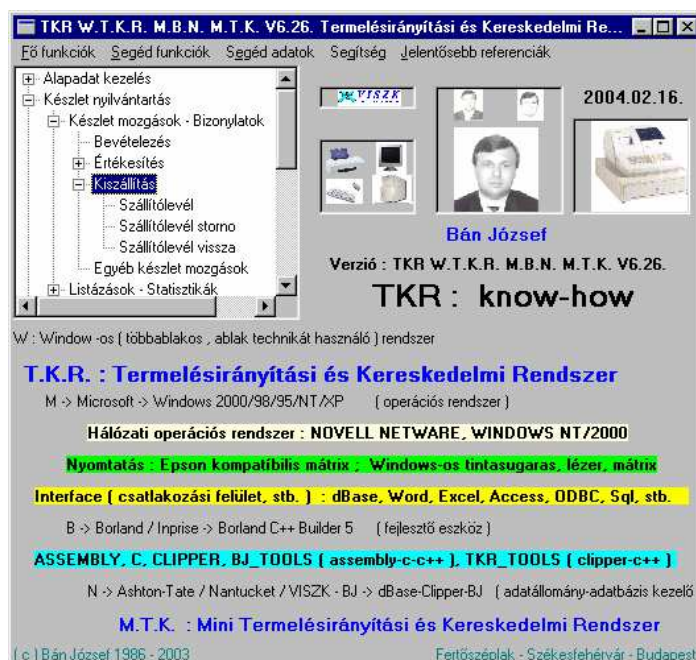 TKR W.T.K.R. M.B.N. M.T.K. V6.26. Termelésirányítási és Kereskedelmi Re...
Fő funkciók Segéd funkciók Segéd adatok Segítség Jelentősebb referenciák
Alapadat kezelés
Készlet nyilvántartás
Készlet mozgások - Bizonylatok
Bevételezés
Értékesítés
Kiszállítás
Szállítólevél
Szállítólevél storno
Szállítólevél vissza
Egyéb készlet mozgások
Listázások - Statisztikák
VISZK
2004.02.16.
Bán József
Verzió : TKR W.T.K.R. M.B.N. M.T.K. V6.26.
TKR : know-how
W : Window -os ( többablakos , ablak technikát használó ) rendszer
T.K.R. : Termelésirányítási és Kereskedelmi Rendszer
M -> Microsoft -> Windows 2000/98/95/NT/XP ( operációs rendszer )
Hálózati operációs rendszer : NOVELL NETWARE, WINDOWS NT/2000
Nyomtatás : Epson kompatíbilis mátrix ; Windows-os tintasugaras, lézer, mátrix
Interface ( csatlakozási felület, stb. ) : dBase, Word, Excel, Access, ODBC, Sql, stb.
B -> Borland / Inprise -> Borland C++ Builder 5 ( fejlesztő eszköz )
ASSEMBLY, C, CLIPPER, BJ_TOOLS ( assembly-c-c++ ), TKR_TOOLS ( clipper-c++ )
N -> Ashton-Tate / Nantucket / VISZK - BJ -> dBase-Clipper-BJ ( adatállomány-adatbázis kezelő
M.T.K. : Mini Termelésirányítási és Kereskedelmi Rendszer
( c ) Bán József 1986 - 2003 Fertőszéplak - Székesfehérvár - Budapest